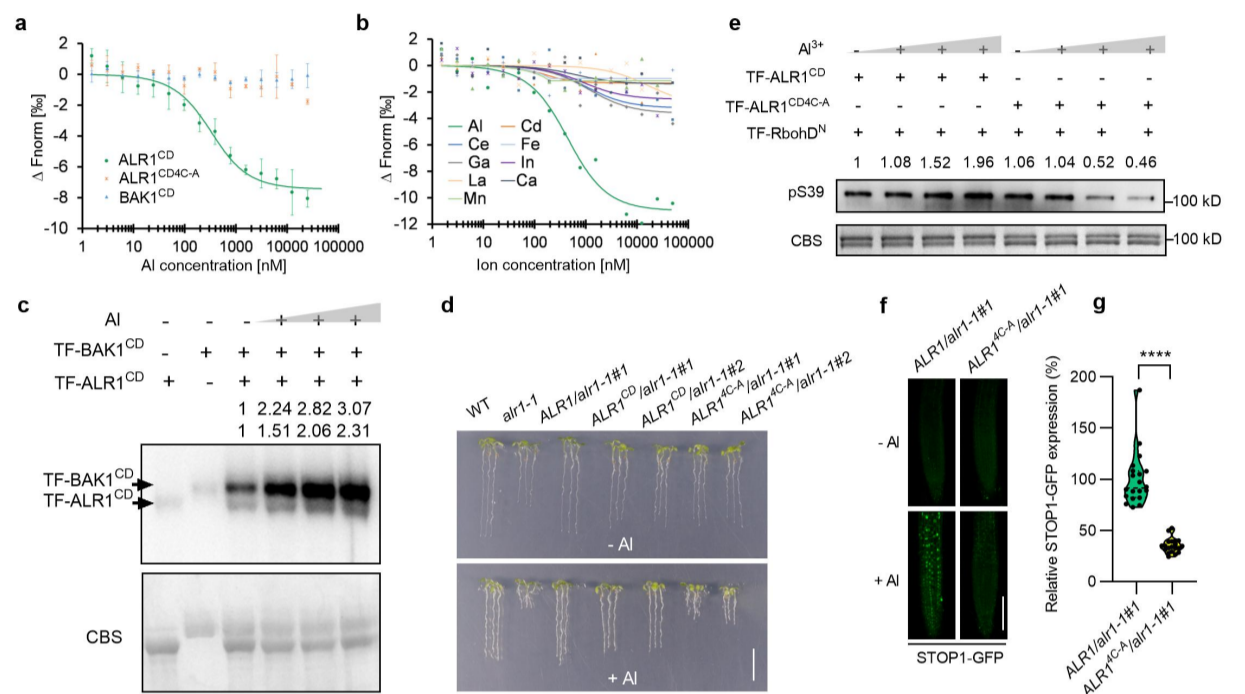 a
2
0
-2
-4
-6
-8
-10
Δ Fnorm [‰]
ALR1CD
ALR1CD4C-A
BAK1CD
1 10 100 1000 10000 100000
Al concentration [nM]
b
2
0
-2
-4
-6
-8
-10
-12
Δ Fnorm [‰]
Al Cd
Ce Fe
Ga In
La Ca
Mn
1 10 100 1000 10000 100000
Ion concentration [nM]
c
Al - - - + + +
TF-BAK1CD - + + + + +
TF-ALR1CD + - + + + +
1 2.24 2.82 3.07
1 1.51 2.06 2.31
TF-BAK1CD
TF-ALR1CD
CBS
d
WT
alr1-1
ALR1/alr1-1#1
ALR1CD/alr1-1#1
ALR1CD/alr1-1#2
ALR14C-A/alr1-1#1
ALR14C-A/alr1-1#2
- Al
+ Al
e
Al3+ - + + + - + + +
TF-ALR1CD + + + + - - - -
TF-ALR1CD4C-A - - - - + + + +
TF-RbohDN + + + + + + + +
1 1.08 1.52 1.96 1.06 1.04 0.52 0.46
pS39
100 kD
CBS
100 kD
f
ALR1/alr1-1#1
ALR14C-A/alr1-1#1
- Al
+ Al
STOP1-GFP
g
Relative STOP1-GFP expression (%)
200
150
100
50
0
****
ALR1/alr1-1#1
ALR14C-A/alr1-1#1